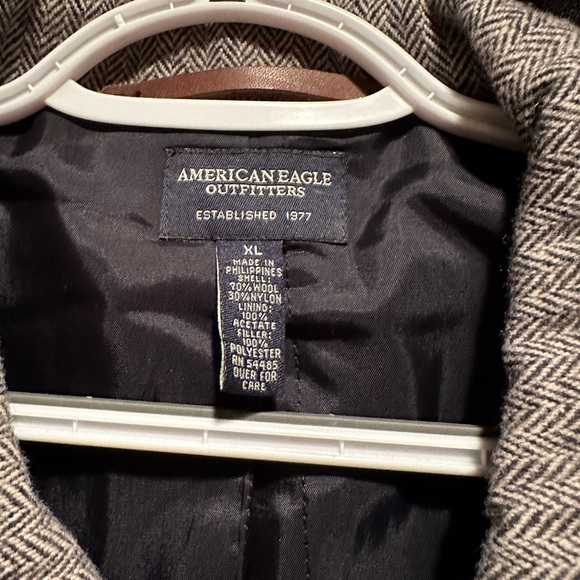 AMERICAN EAGLE
OUTFITTERS
ESTABLISHED 1977
XL
MADE IN
PHILIPPINES
SHELL:
70% WOOL
30% NYLON
LINING:
100%
ACETATE
FILLER:
100%
POLYESTER
RN 54485
OVER FOR
CARE